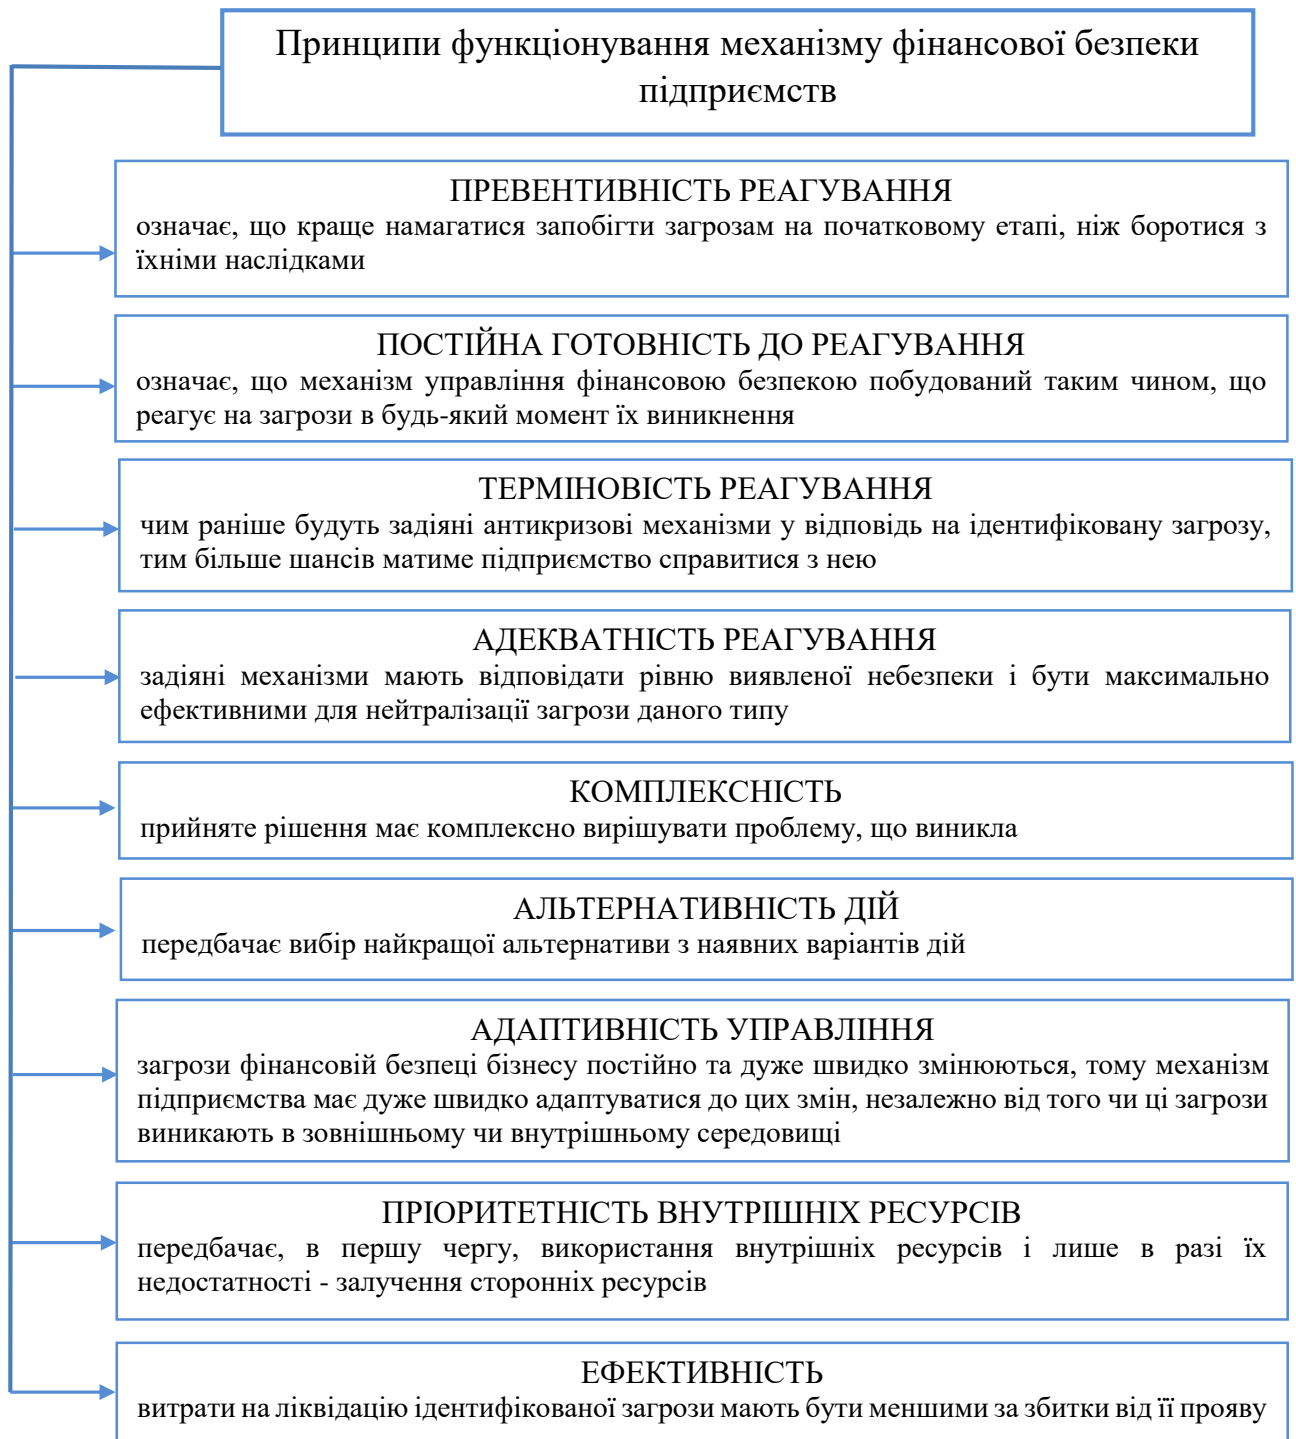 Принципи функціонування механізму фінансової безпеки
підприємств
ПРЕВЕНТИВНІСТЬ РЕАГУВАННЯ
означає, що краще намагатися запобігти загрозам на початковому етапі, ніж боротися з
їхніми наслідками
ПОСТІЙНА ГОТОВНІСТЬ ДО РЕАГУВАННЯ
означає, що механізм управління фінансовою безпекою побудований таким чином, що
реагує на загрози в будь-який момент їх виникнення
ТЕРМІНОВІСТЬ РЕАГУВАННЯ
чим раніше будуть задіяні антикризові механізми у відповідь на ідентифіковану загрозу,
тим більше шансів матиме підприємство справитися з нею
АДЕКВАТНІСТЬ РЕАГУВАННЯ
задіяні механізми мають відповідати рівню виявленої небезпеки і бути максимально
ефективними для нейтралізації загрози даного типу
КОМПЛЕКСНІСТЬ
прийняте рішення має комплексно вирішувати проблему, що виникла
АЛЬТЕРНАТИВНІСТЬ ДІЙ
передбачає вибір найкращої альтернативи з наявних варіантів дій
АДАПТИВНІСТЬ УПРАВЛІННЯ
загрози фінансовій безпеці бізнесу постійно та дуже швидко змінюються, тому механізм
підприємства має дуже швидко адаптуватися до цих змін, незалежно від того чи ці загрози
виникають в зовнішньому чи внутрішньому середовищі
ПРІОРИТЕТНІСТЬ ВНУТРІШНІХ РЕСУРСІВ
передбачає, в першу чергу, використання внутрішніх ресурсів і лише в разі їх
недостатності - залучення сторонніх ресурсів
ЕФЕКТИВНІСТЬ
витрати на ліквідацію ідентифікованої загрози мають бути меншими за збитки від її прояву